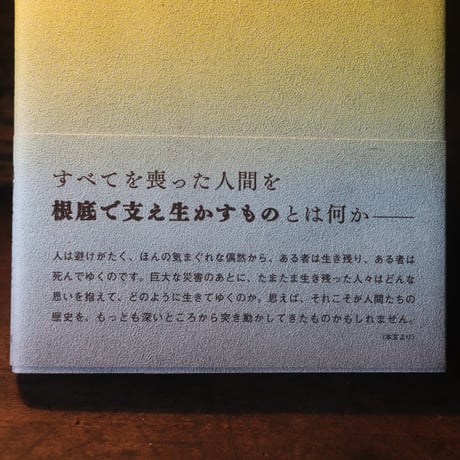 すべてを喪った人間を
根底で支え生かすものとは何か――
人は避けがたく、ほんの気まぐれな偶然から、ある者は生き残り、ある者は
死んでゆくのです。巨大な災害のあとに、たまたま生き残った人々はどんな
思いを抱えて、どのように生きてゆくのか。思えば、それこそが人間たちの
歴史を、もっとも深いところから突き動かしてきたものかもしれません。
（本文より）